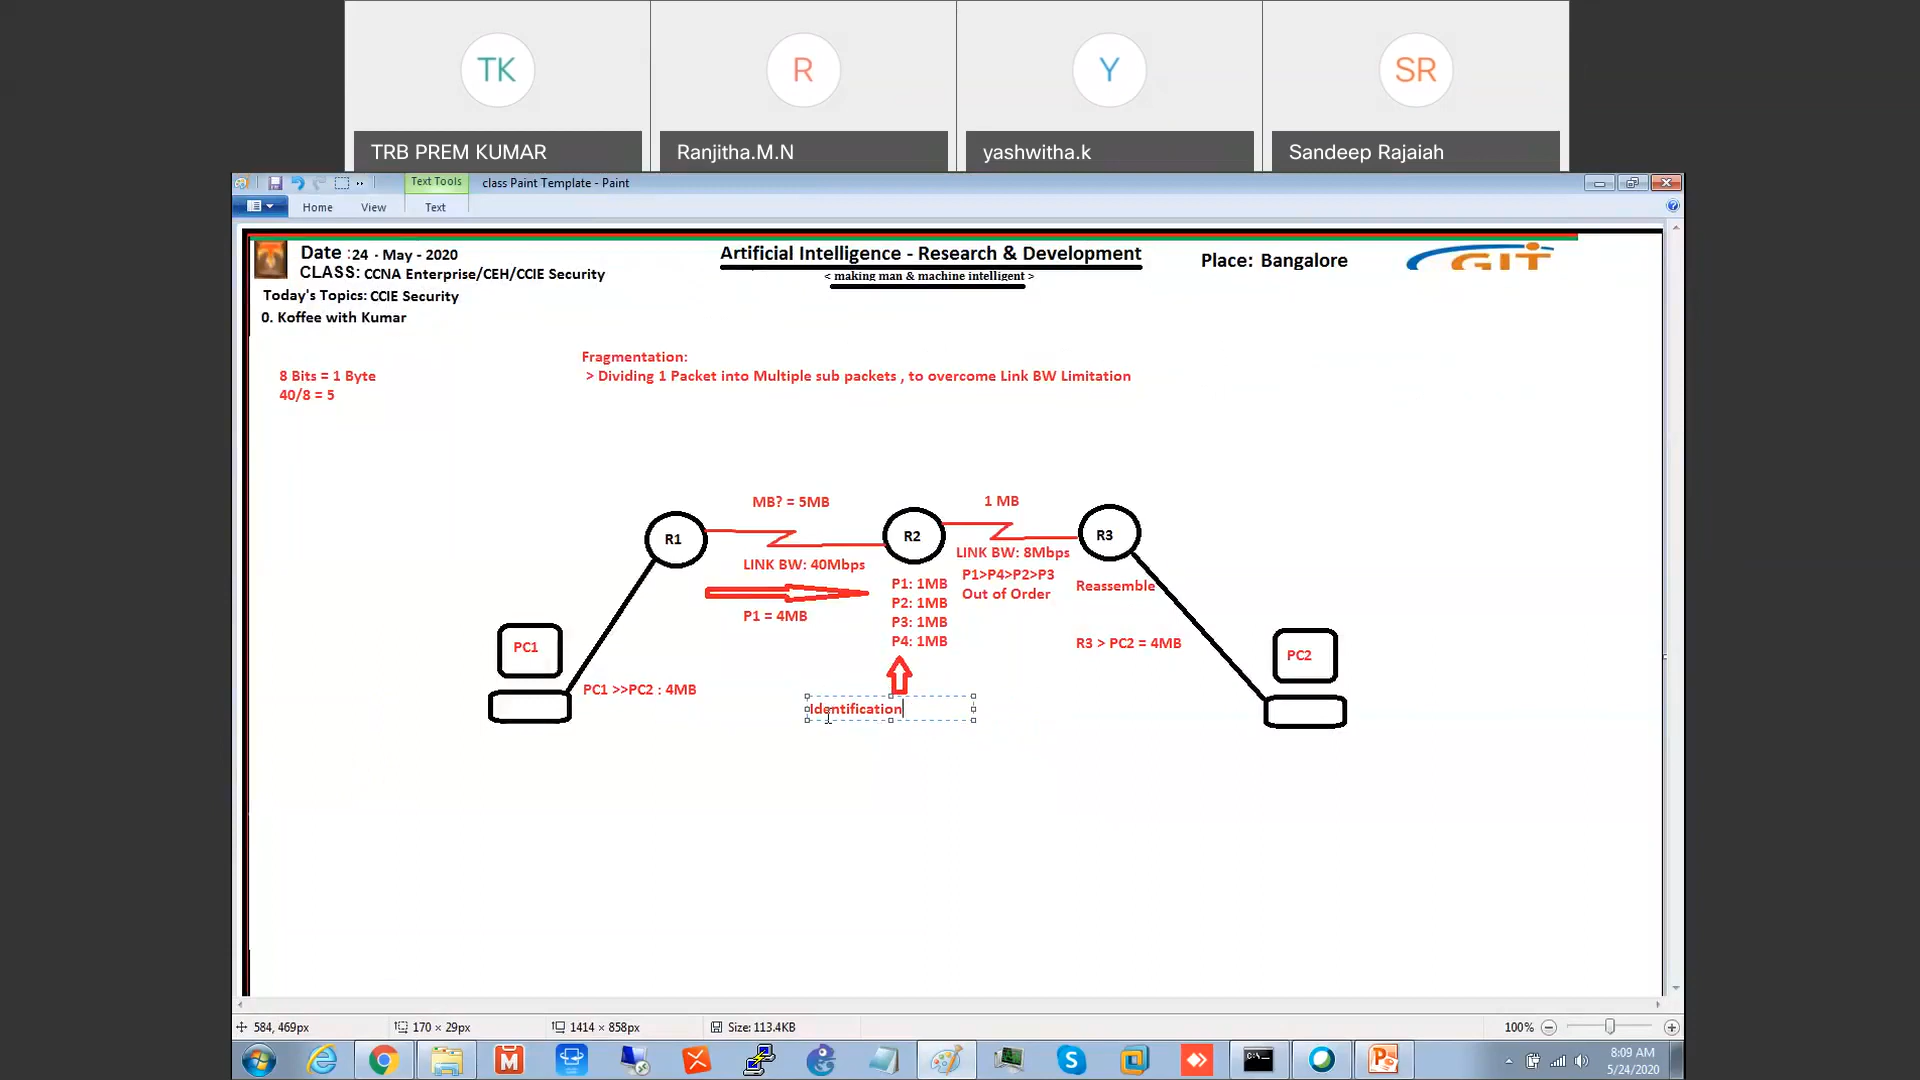 TK
R
Y
SR
TRB PREM KUMAR
Ranjitha.M.N
yashwitha.k
Sandeep Rajaiah
Text Tools
class Paint Template - Paint
Home
View
Text
Date : 24 - May - 2020
Artificial Intelligence - Research & Development
Place: Bangalore
GIT
CLASS: CCNA Enterprise/CEH/CCIE Security
< making man & machine intelligent >
Today's Topics: CCIE Security
0. Koffee with Kumar
Fragmentation:
8 Bits = 1 Byte
> Dividing 1 Packet into Multiple sub packets , to overcome Link BW Limitation
40/8 = 5
MB? = 5MB
1 MB
R1
R2
R3
LINK BW: 40Mbps
LINK BW: 8Mbps
P1>P4>P2>P3
Out of Order
Reassemble
P1: 1MB
P2: 1MB
P3: 1MB
P4: 1MB
P1 = 4MB
R3 > PC2 = 4MB
PC1
PC2
PC1 >>PC2 : 4MB
Identification
584, 469px
170 × 29px
1414 × 858px
Size: 113.4KB
100%
8:09 AM
5/24/2020